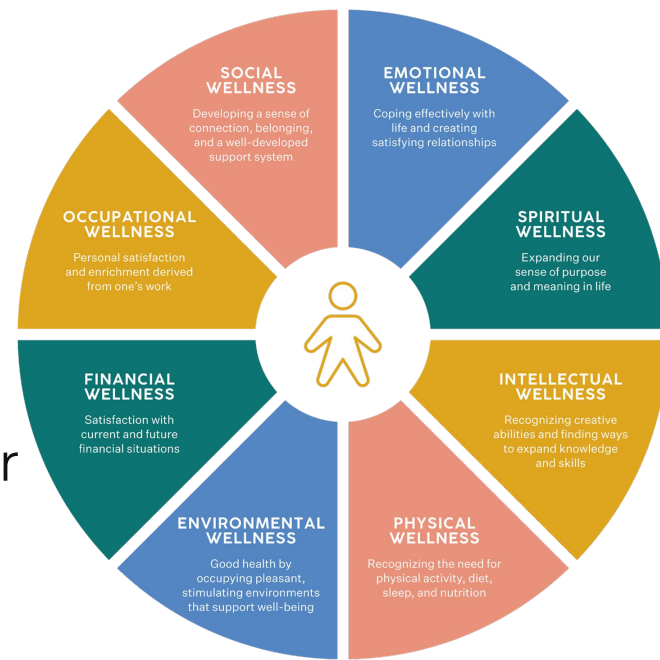 SOCIAL
WELLNESS
Developing a sense of
connection, belonging,
and a well-developed
support system
EMOTIONAL
WELLNESS
Coping effectively with
life and creating
satisfying relationships
SPIRITUAL
WELLNESS
Expanding our
sense of purpose
and meaning in life
INTELLECTUAL
WELLNESS
Recognizing creative
abilities and finding ways
to expand knowledge
and skills
PHYSICAL
WELLNESS
Recognizing the need for
physical activity, diet,
sleep, and nutrition
ENVIRONMENTAL
WELLNESS
Good health by
occupying pleasant,
stimulating environments
that support well-being
FINANCIAL
WELLNESS
Satisfaction with
current and future
financial situations
OCCUPATIONAL
WELLNESS
Personal satisfaction
and enrichment derived
from one's work
r